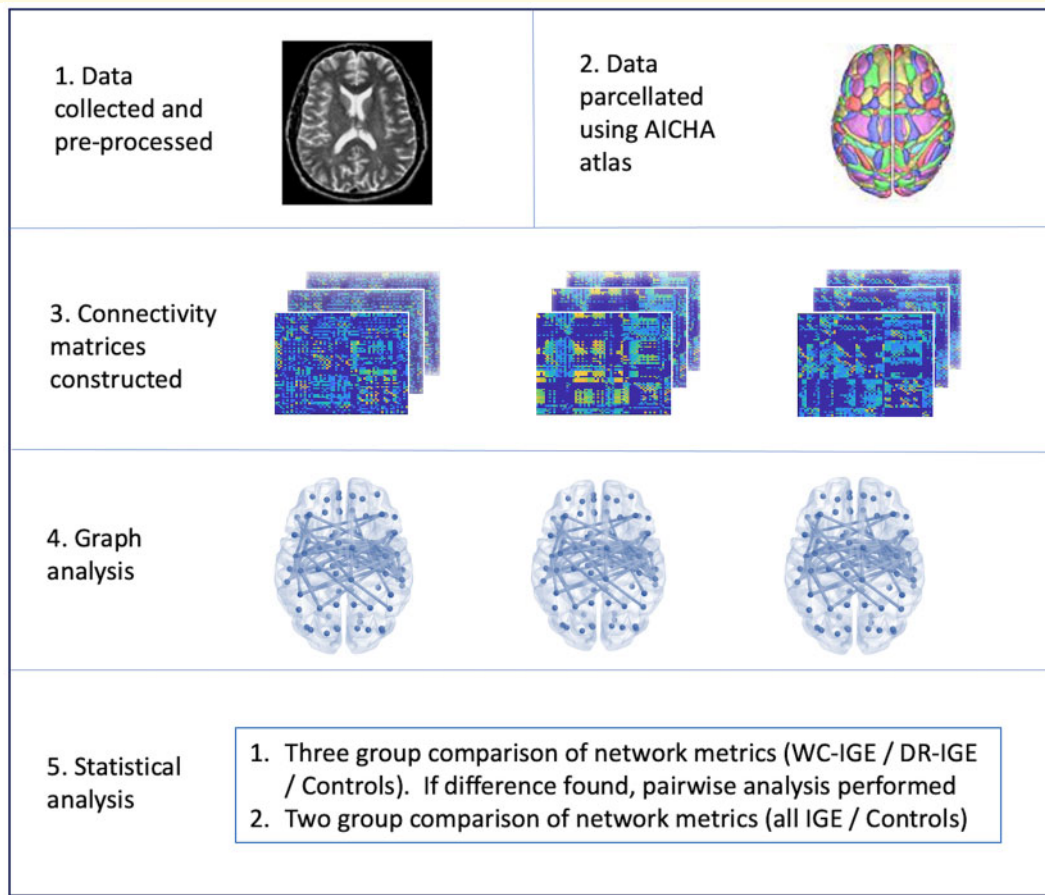 1. Data
collected and
pre-processed
2. Data
parcellated
using AICHA
atlas
3. Connectivity
matrices
constructed
4. Graph
analysis
5. Statistical
analysis
1. Three group comparison of network metrics (WC-IGE / DR-IGE
/ Controls). If difference found, pairwise analysis performed
2. Two group comparison of network metrics (all IGE / Controls)